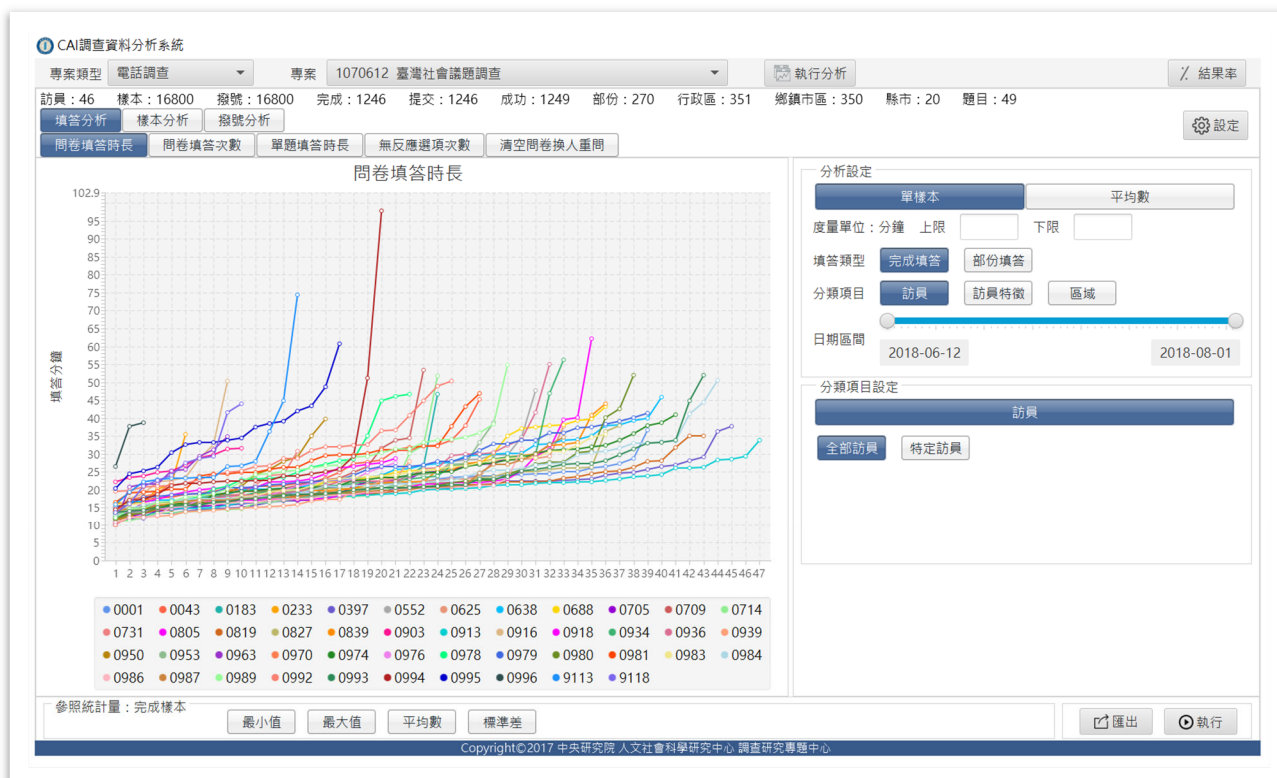 CAI調查資料分析系統
專案類型 電話調查 專案 1070612 臺灣社會議題調查 執行分析 結果率
訪員：46 樣本：16800 撥號：16800 完成：1246 提交：1246 成功：1249 部份：270 行政區：351 鄉鎮市區：350 縣市：20 題目：49
填答分析 樣本分析 撥號分析
設定
問卷填答時長 問卷填答次數 單題填答時長 無反應選項次數 清空問卷換人重問
問卷填答時長
填答分鐘
102.9
95
90
85
80
75
70
65
60
55
50
45
40
35
30
25
20
15
10
5
0
1 2 3 4 5 6 7 8 9 10 11 12 13 14 15 16 17 18 19 20 21 22 23 24 25 26 27 28 29 30 31 32 33 34 35 36 37 38 39 40 41 42 43 44 45 46 47
0001 0043 0183 0233 0397 0552 0625 0638 0688 0705 0709 0714
0731 0805 0819 0827 0839 0903 0913 0916 0918 0934 0936 0939
0950 0953 0963 0970 0974 0976 0978 0979 0980 0981 0983 0984
0986 0987 0989 0992 0993 0994 0995 0996 9113 9118
分析設定
單樣本 平均數
度量單位：分鐘 上限 下限
填答類型 完成填答 部份填答
分類項目 訪員 訪員特徵 區域
日期區間
2018-06-12 2018-08-01
分類項目設定
訪員
全部訪員 特定訪員
參照統計量：完成樣本
最小值 最大值 平均數 標準差
匯出 執行
Copyright©2017 中央研究院 人文社會科學研究中心 調查研究專題中心